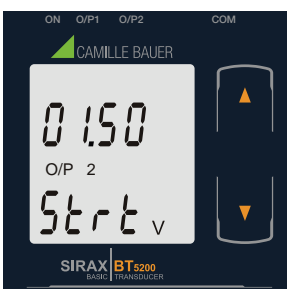 ON O/P1 O/P2 COM
CAMILLE BAUER
01.50
O/P 2
Strt V
SIRAX BT5200
BASIC TRANSDUCER